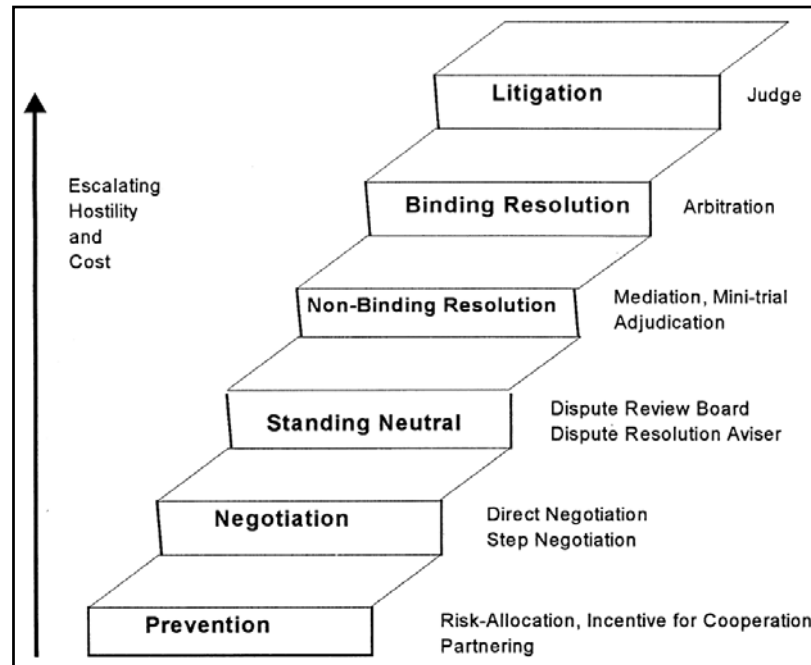 Litigation
Judge
Escalating
Hostility
and
Cost
Binding Resolution
Arbitration
Non-Binding Resolution
Mediation, Mini-trial
Adjudication
Standing Neutral
Dispute Review Board
Dispute Resolution Aviser
Negotiation
Direct Negotiation
Step Negotiation
Prevention
Risk-Allocation, Incentive for Cooperation
Partnering